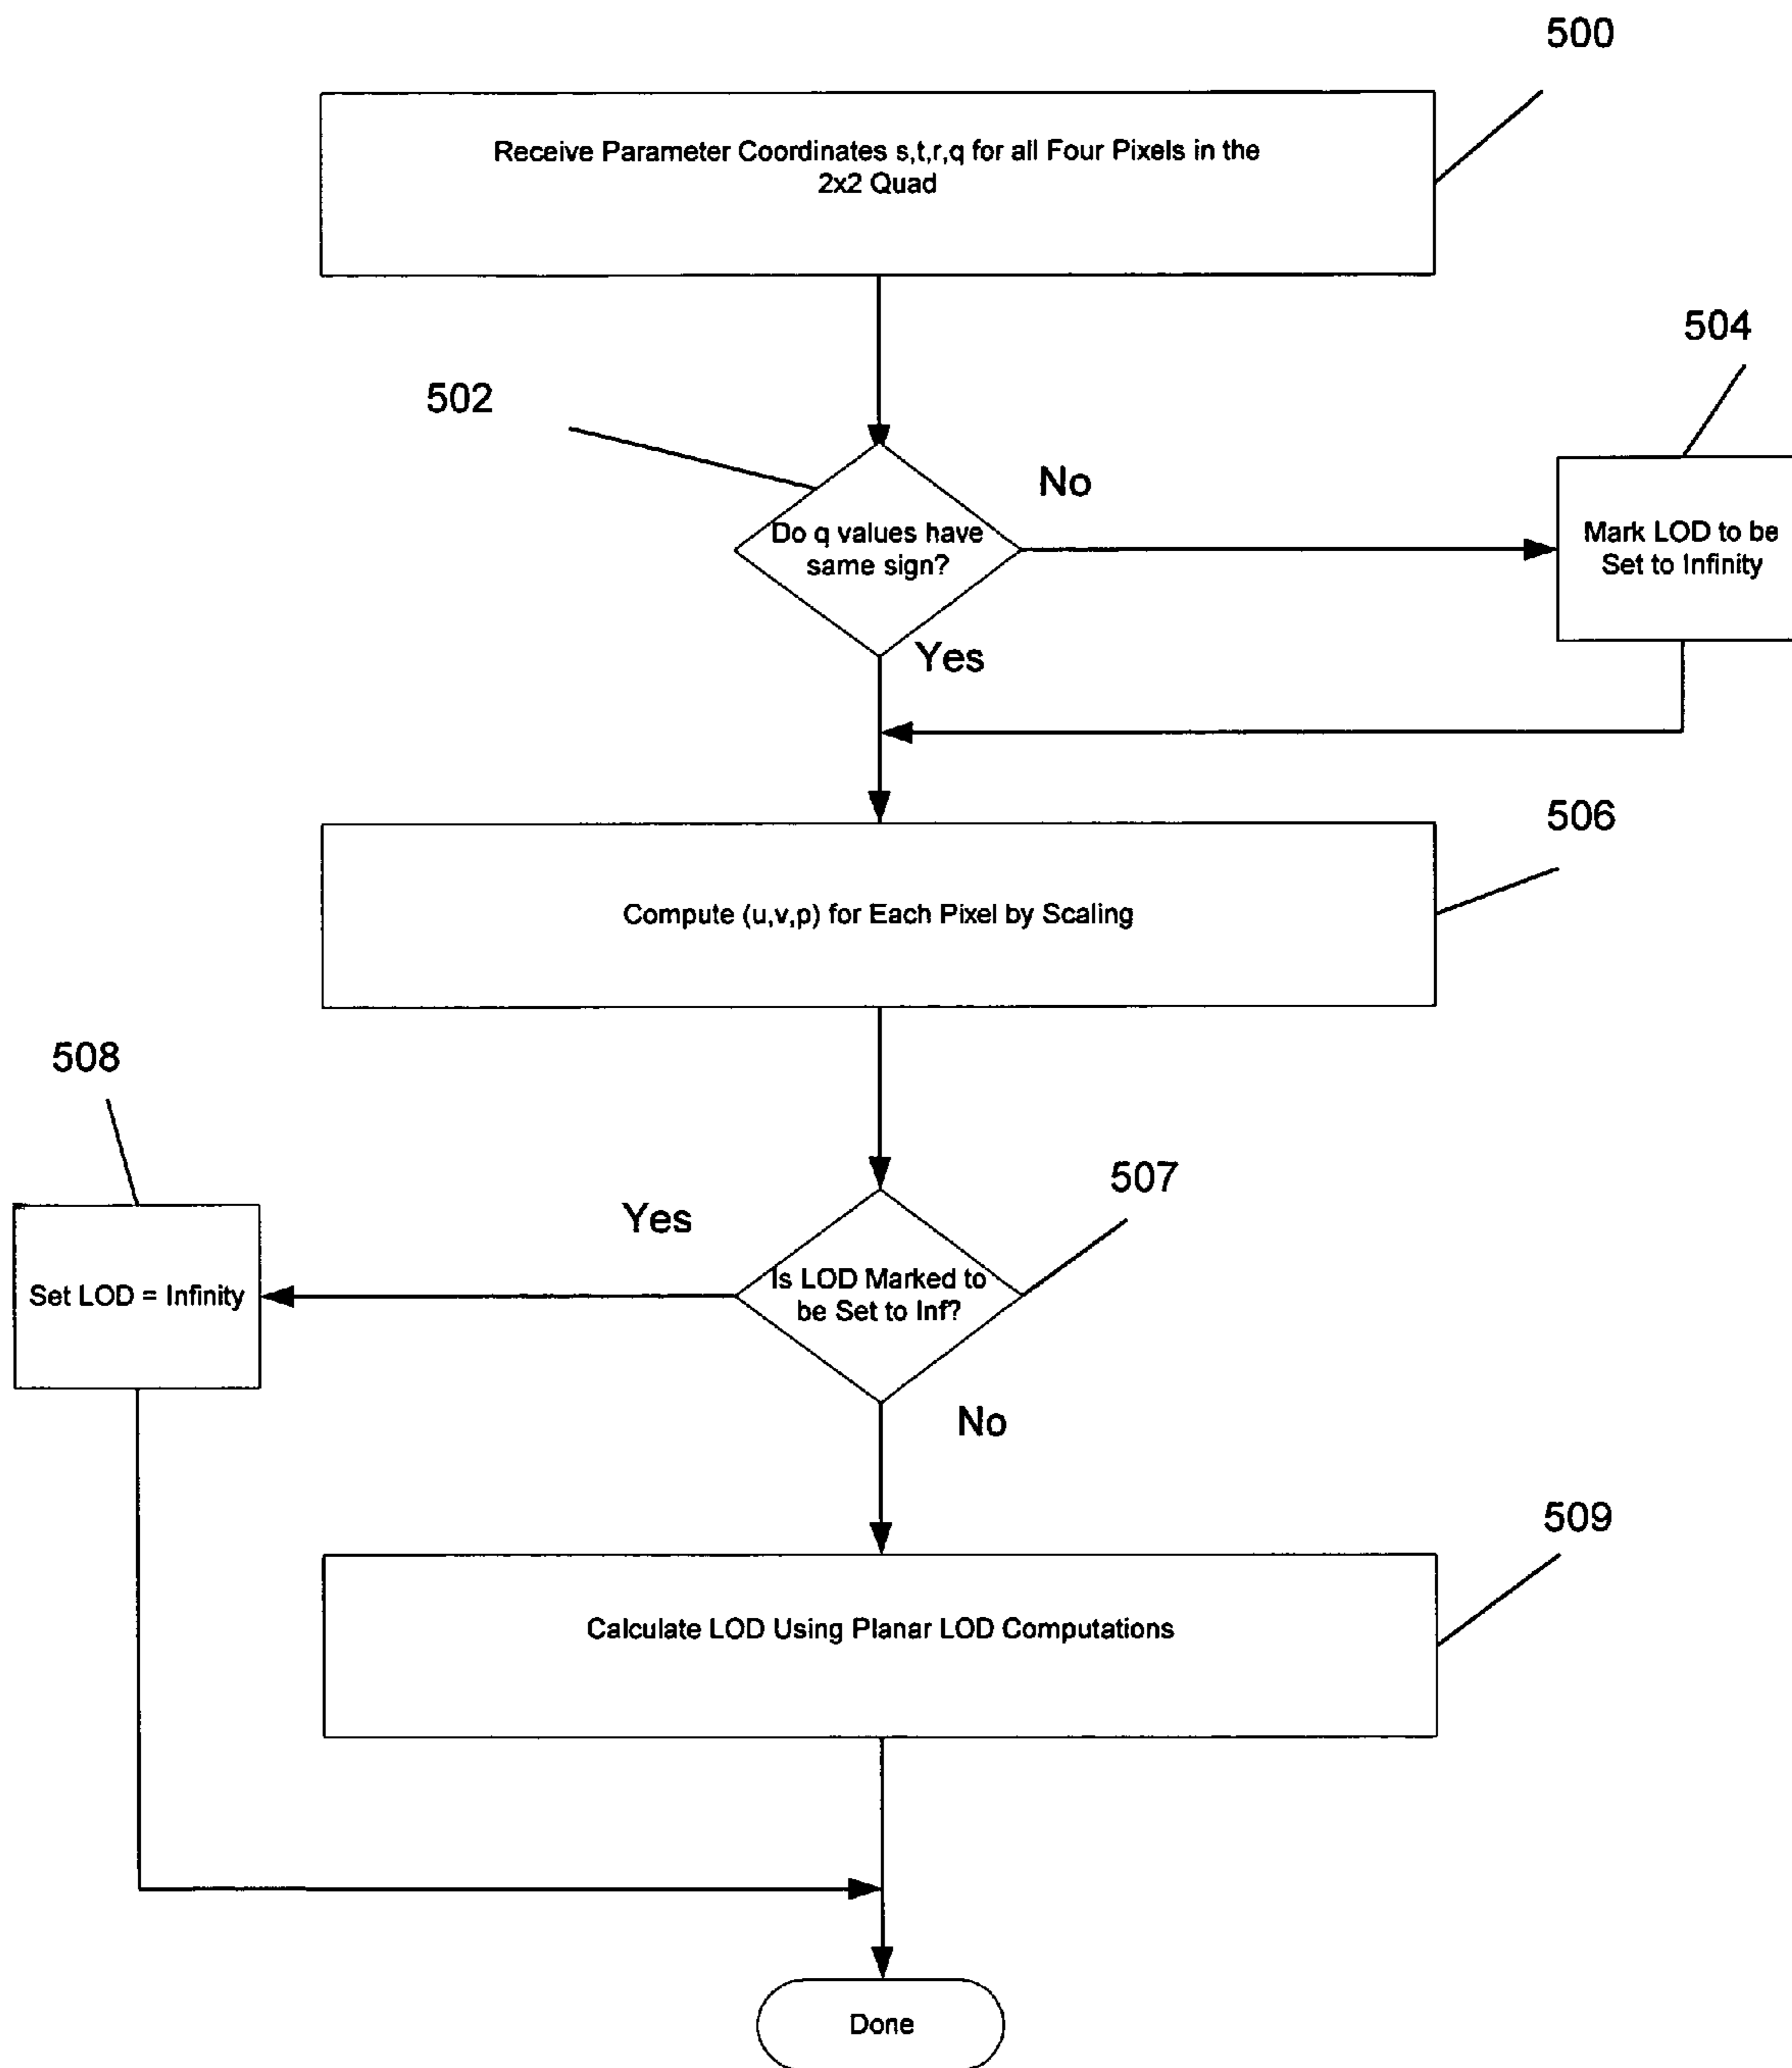 500
Receive Parameter Coordinates s,t,r,q for all Four Pixels in the
2x2 Quad
504
502
No
Do q values have
same sign?
Mark LOD to be
Set to Infinity
Yes
506
Compute (u,v,p) for Each Pixel by Scaling
508
507
Yes
Set LOD = Infinity
Is LOD Marked to
be Set to Inf?
No
509
Calculate LOD Using Planar LOD Computations
Done